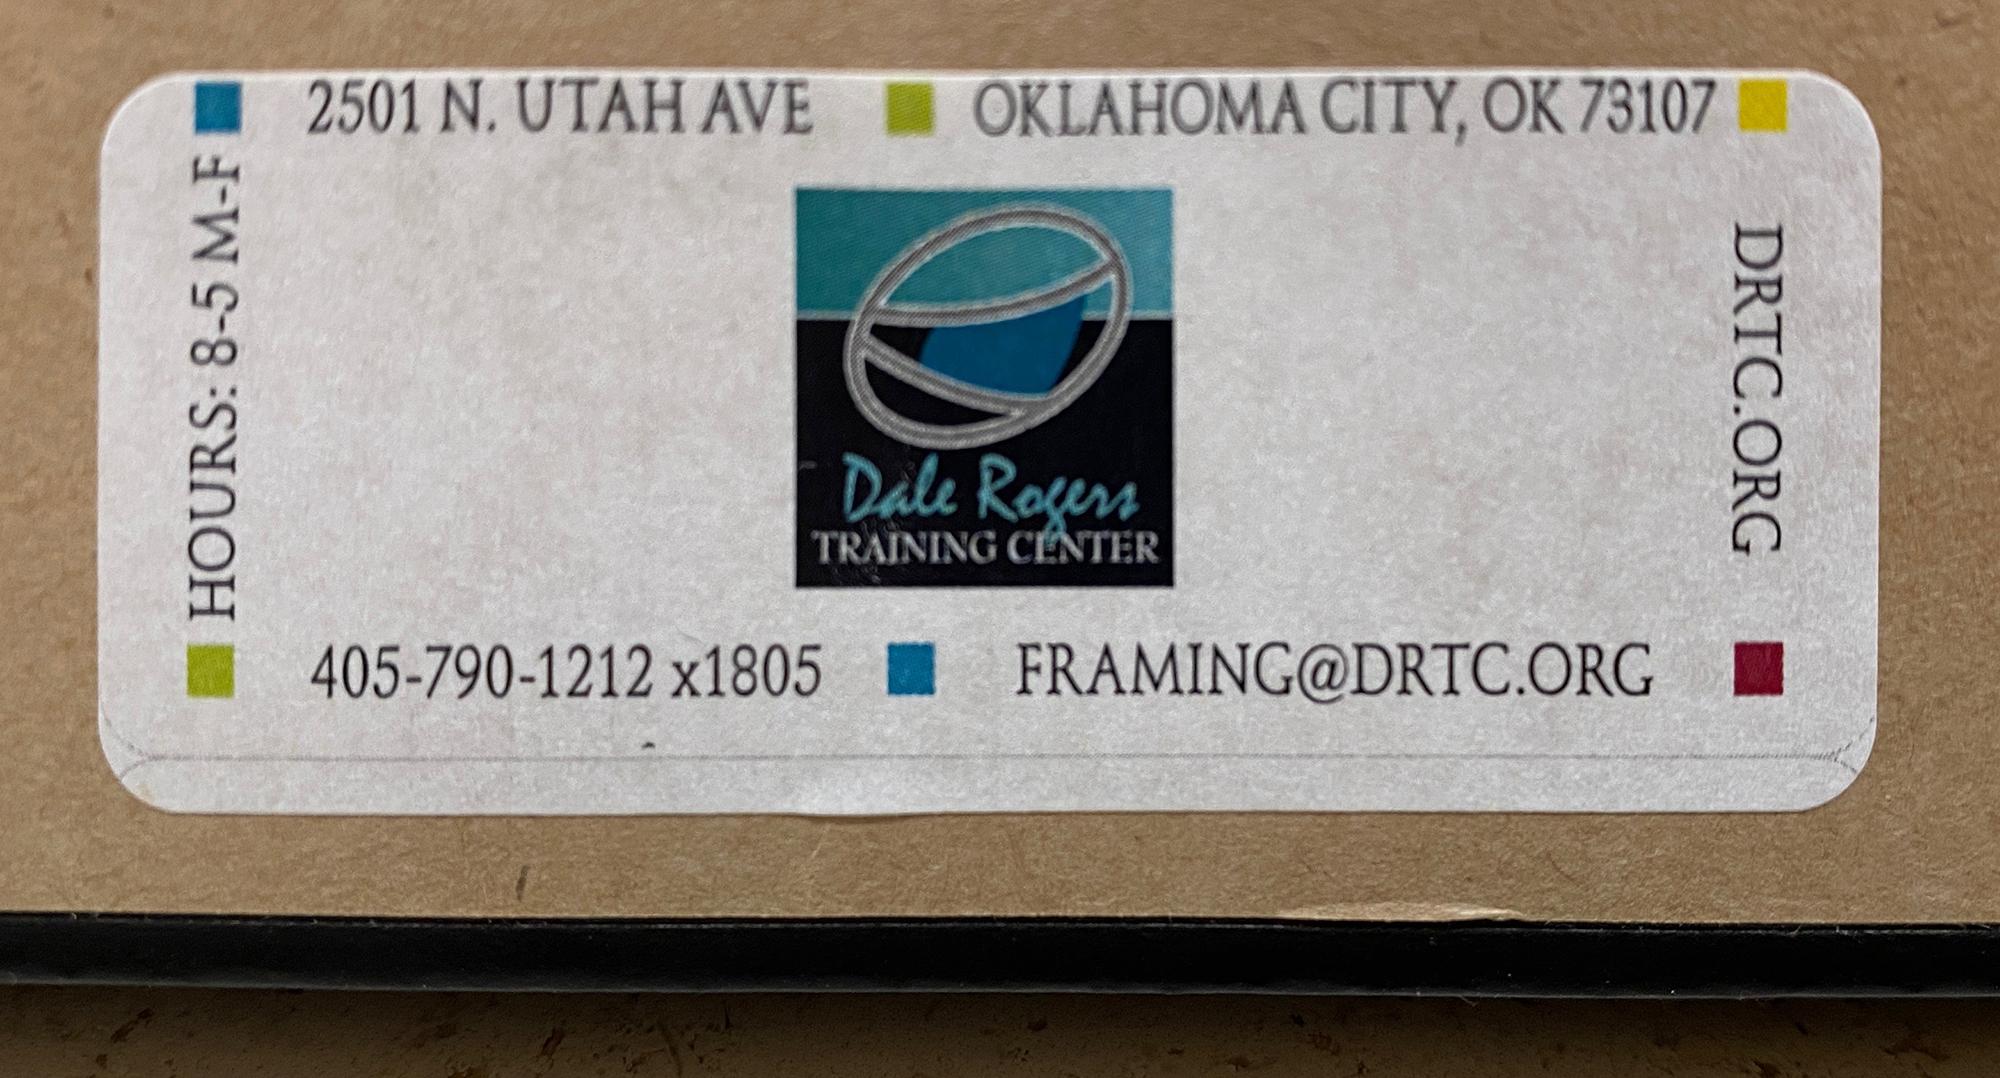 2501 N. UTAH AVE OKLAHOMA CITY, OK 73107
HOURS: 8-5 M-F
DRTC.ORG
Dale Rogers
TRAINING CENTER
405-790-1212 x1805 FRAMING@DRTC.ORG